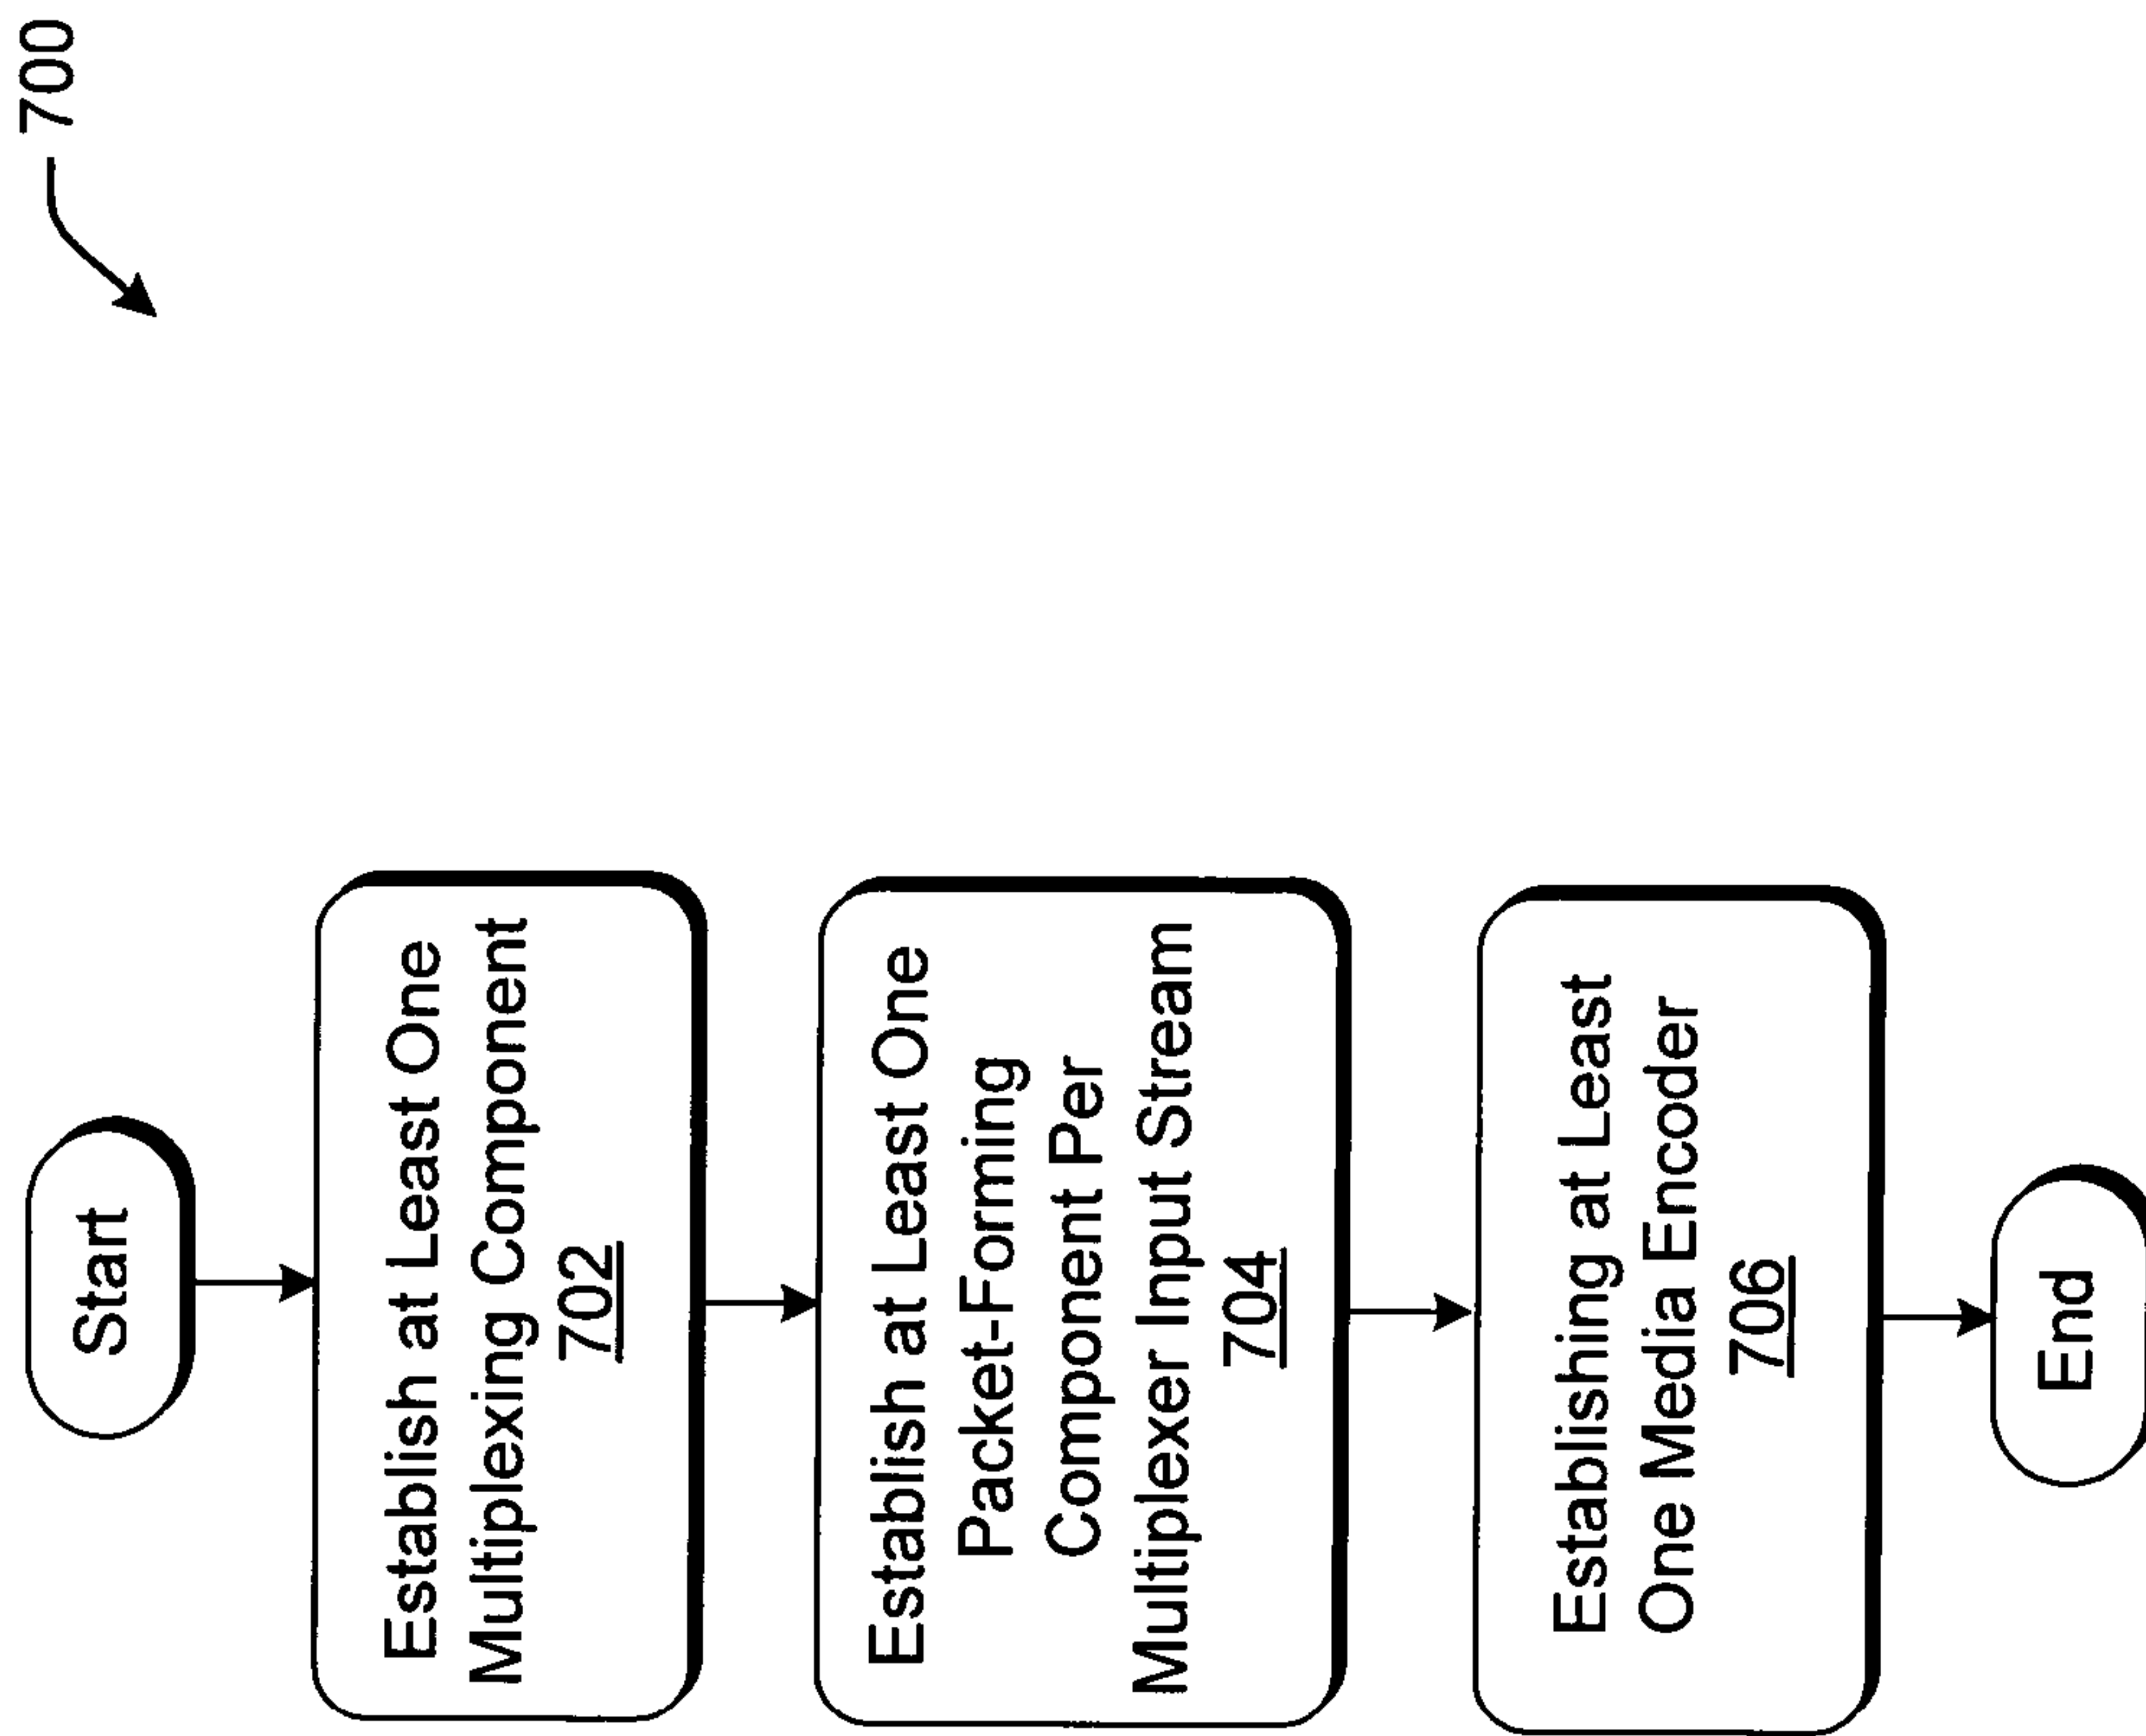 700
Start
Establish at Least One
Multiplexing Component
702
Establish at Least One
Packet-Forming
Component Per
Multiplexer Input Stream
704
Establishing at Least
One Media Encoder
706
End